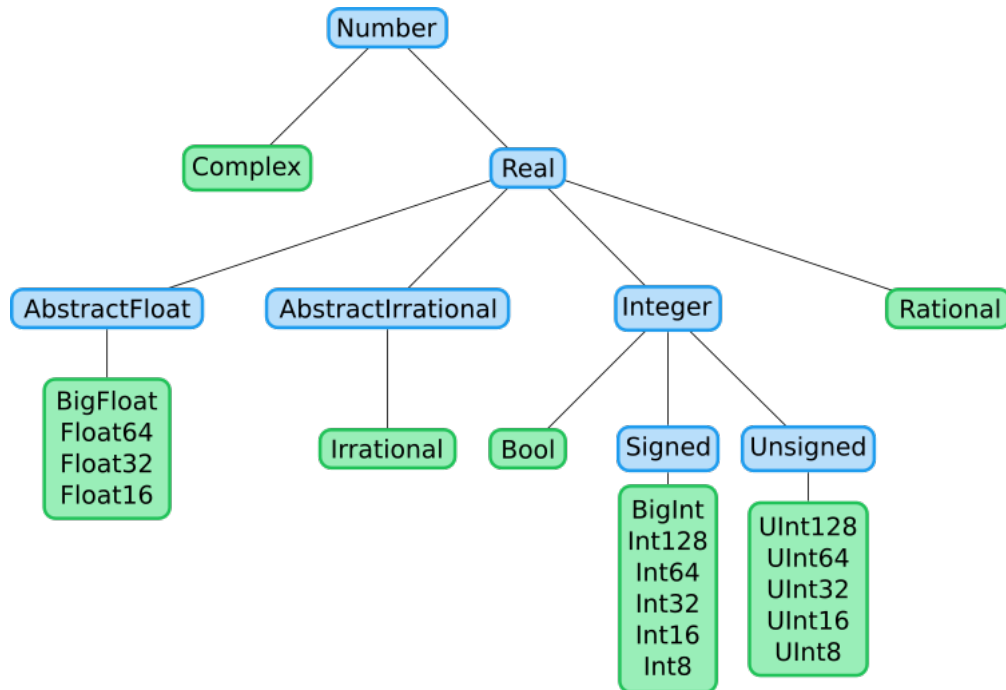 Number
Complex
Real
AbstractFloat
AbstractIrrational
Integer
Rational
BigFloat
Float64
Float32
Float16
Irrational
Bool
Signed
Unsigned
BigInt
Int128
Int64
Int32
Int16
Int8
UInt128
UInt64
UInt32
UInt16
UInt8